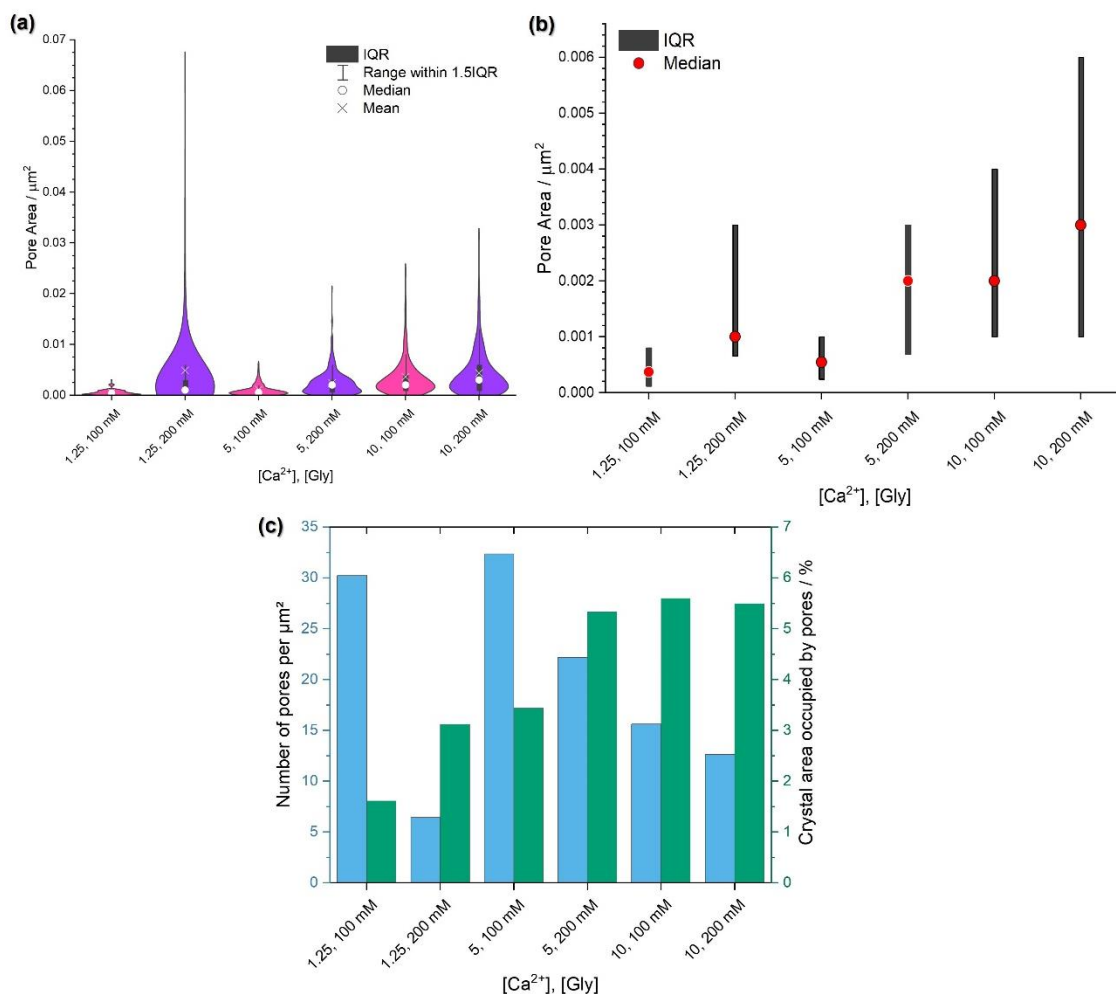 (a)
0.07
0.06
0.05
0.04
0.03
0.02
0.01
0.00
Pore Area / μm²
IQR
Range within 1.5IQR
Median
Mean
1.25, 100 mM
1.25, 200 mM
5, 100 mM
5, 200 mM
10, 100 mM
10, 200 mM
[Ca²⁺], [Gly]
(b)
0.006
0.005
0.004
0.003
0.002
0.001
0.000
Pore Area / μm²
IQR
Median
1.25, 100 mM
1.25, 200 mM
5, 100 mM
5, 200 mM
10, 100 mM
10, 200 mM
[Ca²⁺], [Gly]
(c)
35
30
25
20
15
10
5
0
Number of pores per μm²
7
6
5
4
3
2
1
0
Crystal area occupied by pores / %
1.25, 100 mM
1.25, 200 mM
5, 100 mM
5, 200 mM
10, 100 mM
10, 200 mM
[Ca²⁺], [Gly]